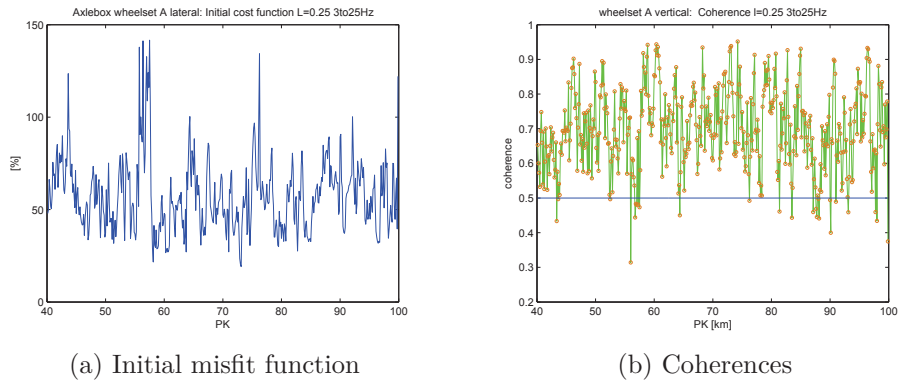 Axlebox wheelset A lateral: Initial cost function L=0.25 3to25Hz
150
100
50
0
[%]
40 50 60 70 80 90 100
PK
(a) Initial misfit function
wheelset A vertical: Coherence l=0.25 3to25Hz
1
0.9
0.8
0.7
0.6
0.5
0.4
0.3
0.2
coherence
40 50 60 70 80 90 100
PK [km]
(b) Coherences